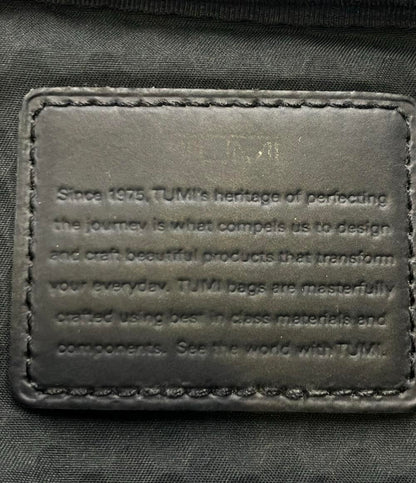 TUMI
Since 1975, TUMI's heritage of perfecting
the journey is what compels us to design
and craft beautiful products that transform
your everyday. TUMI bags are masterfully
crafted using best in class materials and
components. See the world with TUMI.